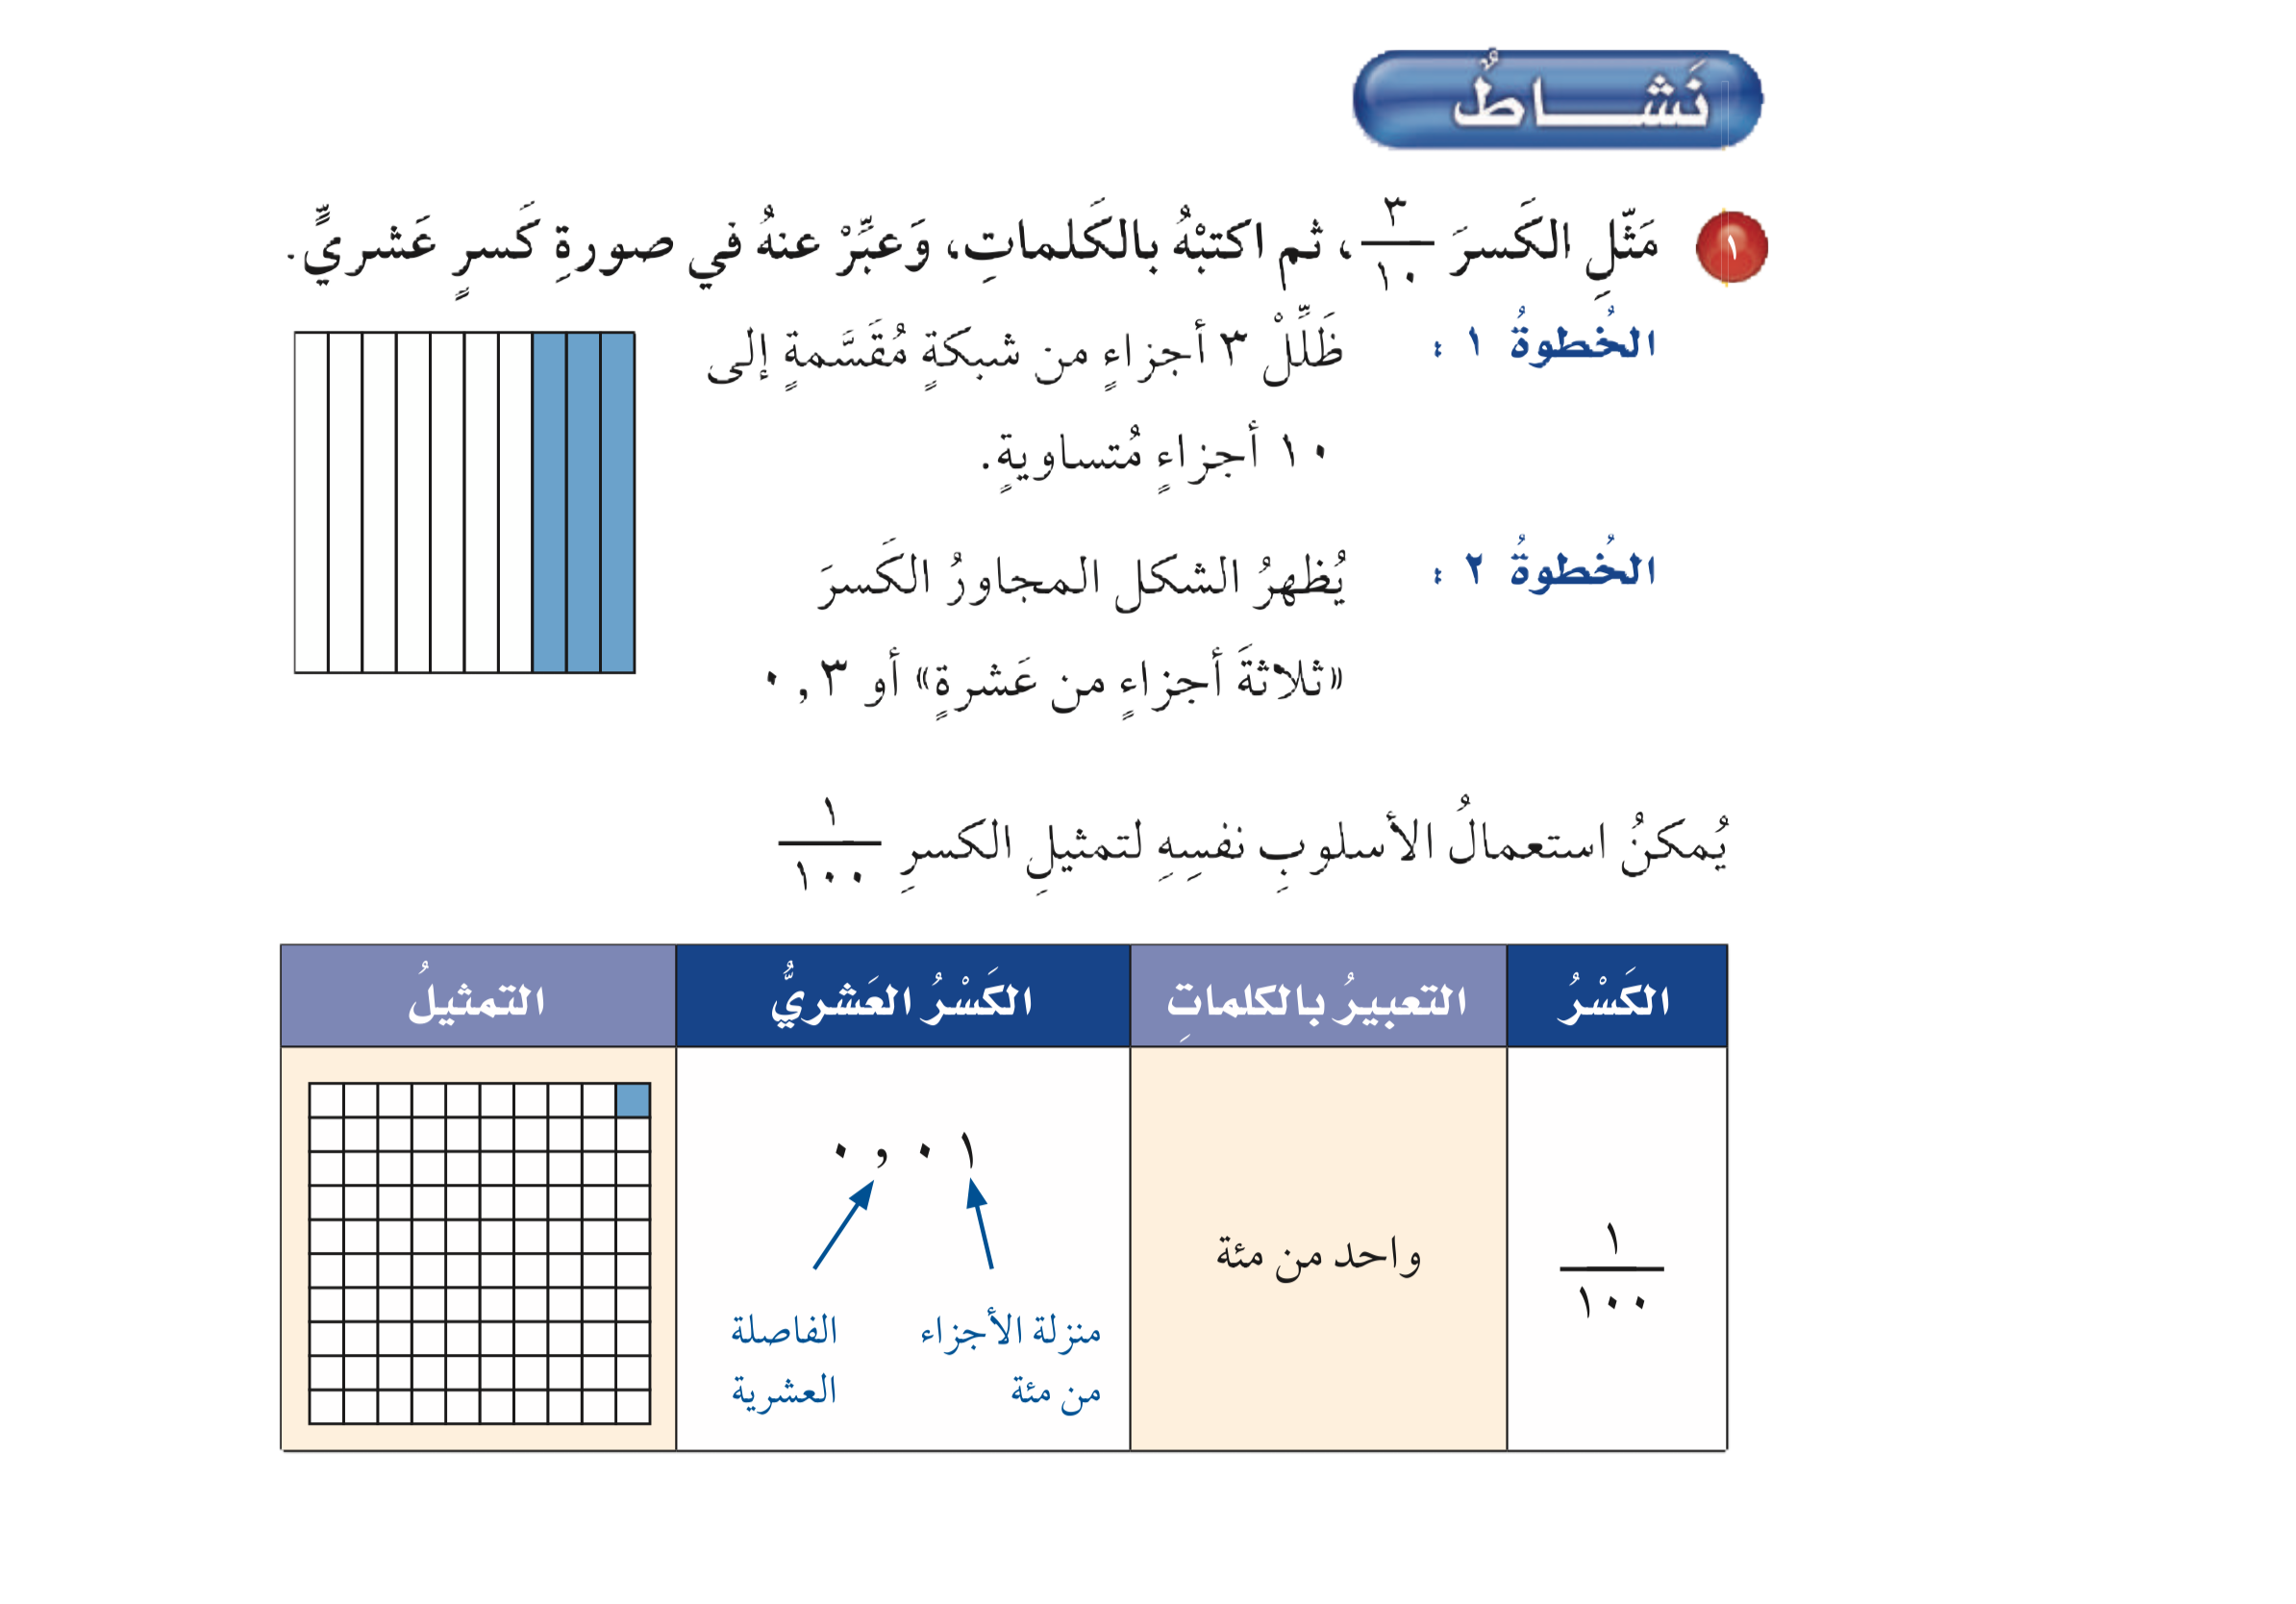 نَشــاطٌ
١ مَثّلِ الكَسرَ ٣/١٠، ثم اكتبْهُ بالكَلماتِ، وَعبِّرْ عنهُ في صورةِ كَسرٍ عَشريٍّ.
الخُطوةُ ١ : ظَلّلْ ٣ أجزاءٍ من شبكَةٍ مُقَسَّمةٍ إلى
١٠ أجزاءٍ مُتساويةٍ.
الخُطوةُ ٢ : يُظهرُ الشكل المجاورُ الكَسرَ
«ثلاثةَ أجزاءٍ من عَشرةٍ» أو ٠,٣
يُمكنُ استعمالُ الأسلوبِ نفسِهِ لتمثيلِ الكسرِ ١/١٠٠
الكَسْرُ التعبيرُ بالكلماتِ الكَسْرُ العَشريُّ التمثيلُ
١/١٠٠
واحد من مئة
٠,٠١
منزلة الأجزاء
من مئة
الفاصلة
العشرية